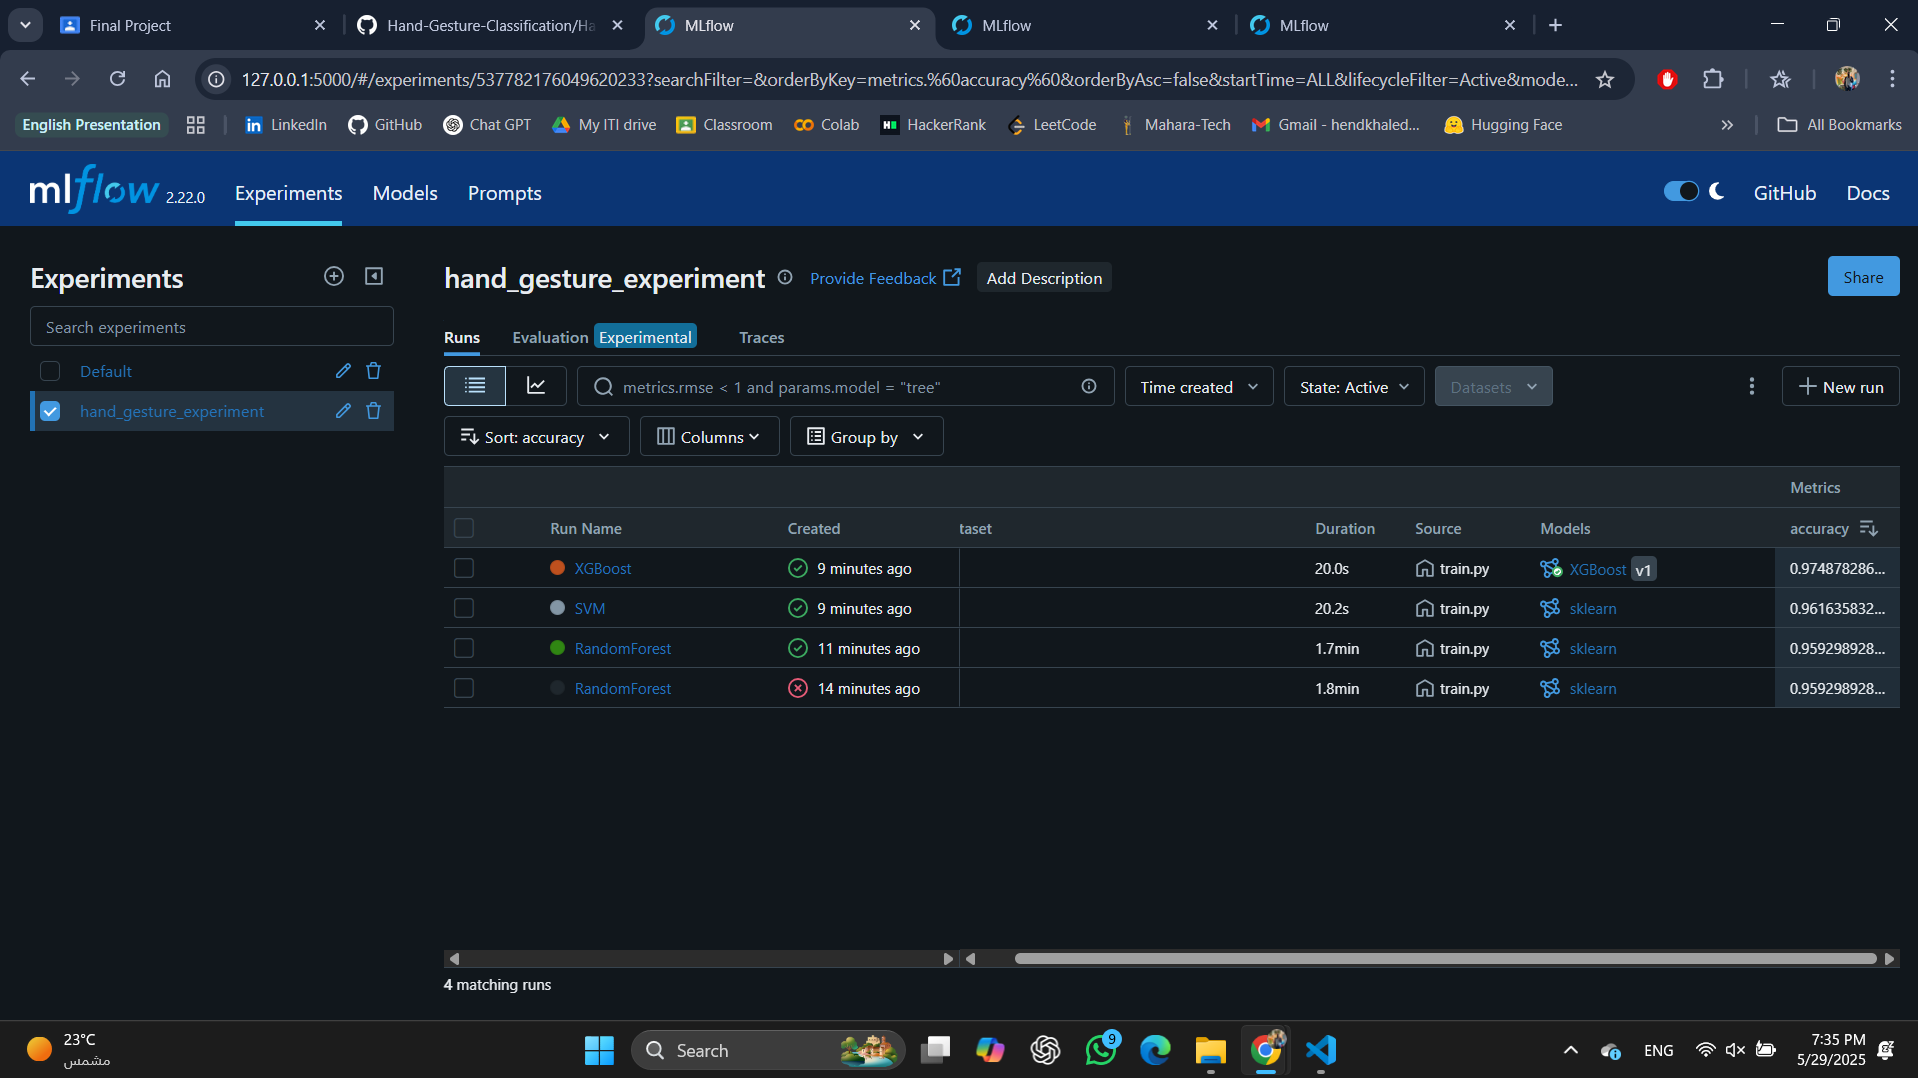 Final Project
Hand-Gesture-Classification/Ha
MLflow
MLflow
MLflow
127.0.0.1:5000/#/experiments/537782176049620233?searchFilter=&orderByKey=metrics.%60accuracy%60&orderByAsc=false&startTime=ALL&lifecycleFilter=Active&mode...
English Presentation
LinkedIn
GitHub
Chat GPT
My ITI drive
Classroom
Colab
HackerRank
LeetCode
Mahara-Tech
Gmail - hendkhaled...
Hugging Face
All Bookmarks
mlflow 2.22.0
Experiments
Models
Prompts
GitHub
Docs
Experiments
Search experiments
Default
hand_gesture_experiment
hand_gesture_experiment
Provide Feedback
Add Description
Share
Runs
Evaluation Experimental
Traces
metrics.rmse < 1 and params.model = "tree"
Time created
State: Active
Datasets
New run
Sort: accuracy
Columns
Group by
Metrics
Run Name Created taset Duration Source Models accuracy
XGBoost 9 minutes ago 20.0s train.py XGBoost v1 0.974878286...
SVM 9 minutes ago 20.2s train.py sklearn 0.961635832...
RandomForest 11 minutes ago 1.7min train.py sklearn 0.959298928...
RandomForest 14 minutes ago 1.8min train.py sklearn 0.959298928...
4 matching runs
23°C
مشمس
Search
9
ENG
7:35 PM
5/29/2025